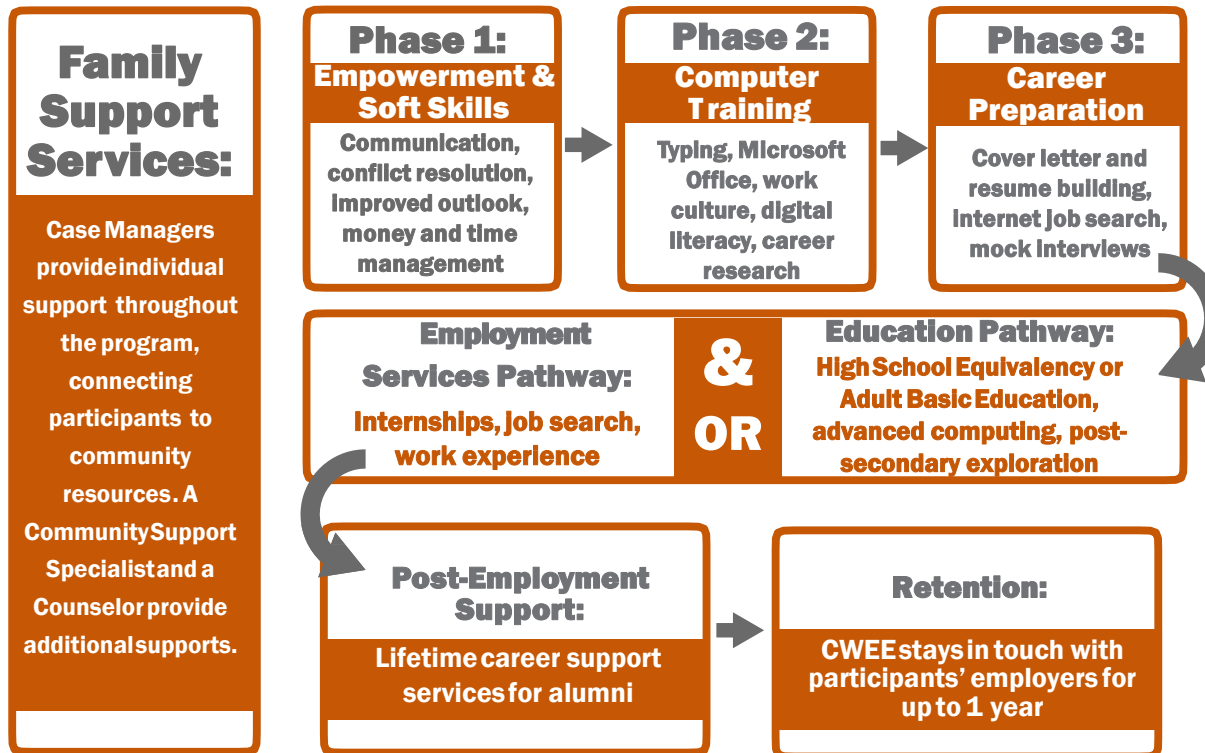 Family
Support
Services:
Case Managers
provide individual
support throughout
the program,
connecting
participants to
community
resources. A
Community Support
Specialist and a
Counselor provide
additional supports.
Phase 1:
Empowerment &
Soft Skills
Communication,
conflict resolution,
improved outlook,
money and time
management
Phase 2:
Computer
Training
Typing, Microsoft
Office, work
culture, digital
literacy, career
research
Phase 3:
Career
Preparation
Cover letter and
resume building,
internet job search,
mock interviews
Employment
Services Pathway:
Internships, job search,
work experience
&
OR
Education Pathway:
High School Equivalency or
Adult Basic Education,
advanced computing, post-
secondary exploration
Post-Employment
Support:
Lifetime career support
services for alumni
Retention:
CWEE stays in touch with
participants' employers for
up to 1 year